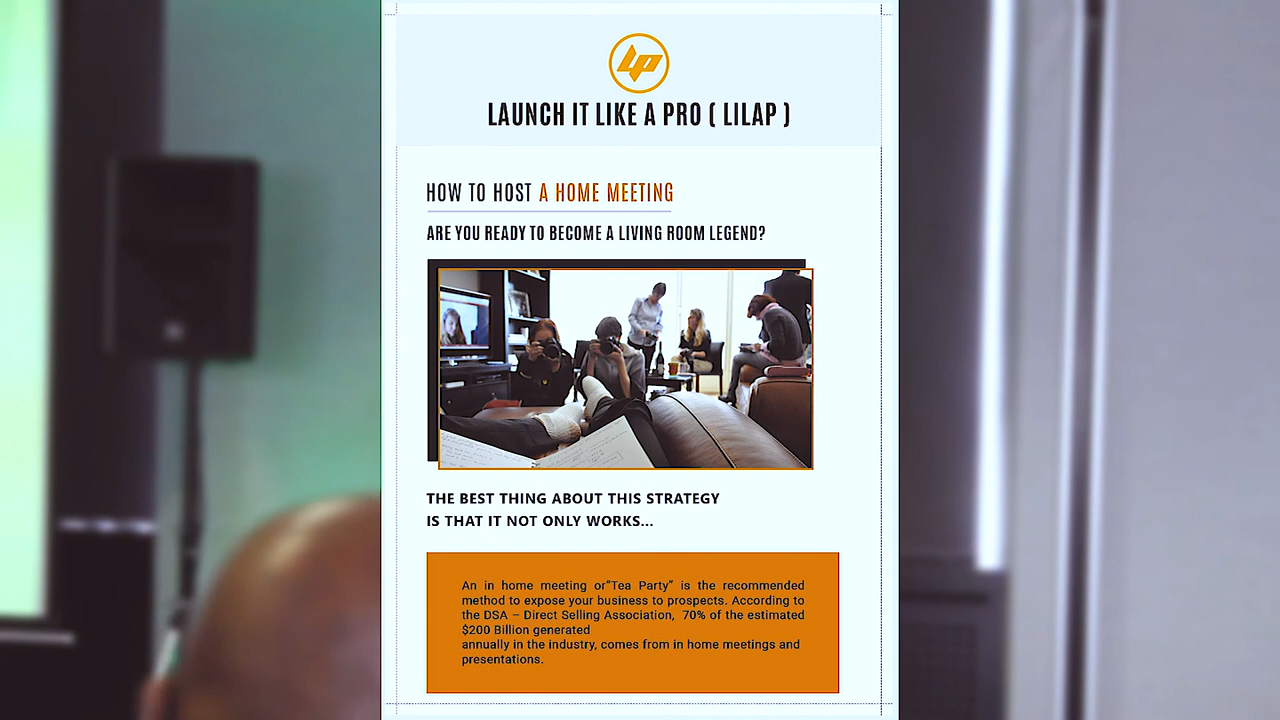 LP
LAUNCH IT LIKE A PRO ( LILAP )
HOW TO HOST A HOME MEETING
ARE YOU READY TO BECOME A LIVING ROOM LEGEND?
THE BEST THING ABOUT THIS STRATEGY
IS THAT IT NOT ONLY WORKS...
An in home meeting or“Tea Party” is the recommended
method to expose your business to prospects. According to
the DSA – Direct Selling Association, 70% of the estimated
$200 Billion generated
annually in the industry, comes from in home meetings and
presentations.